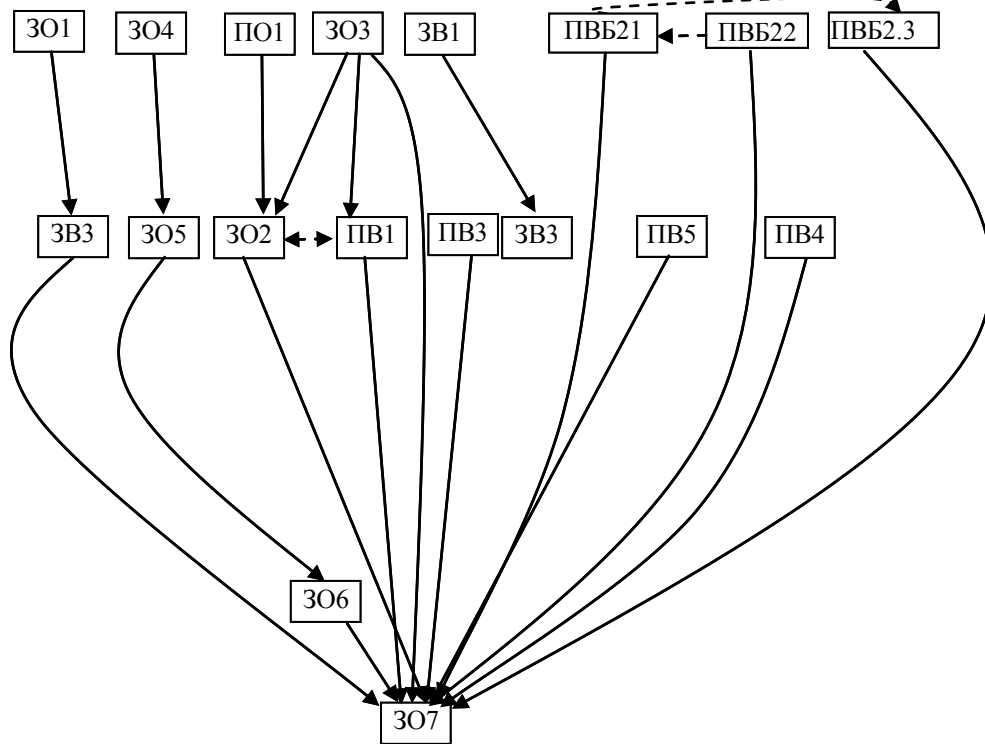 ЗО1 ЗО4 ПО1 ЗО3 ЗВ1 ПВБ21 ПВБ22 ПВБ2.3
ЗВ3 ЗО5 ЗО2 ПВ1 ПВ3 ЗВ3 ПВ5 ПВ4
ЗО6
ЗО7